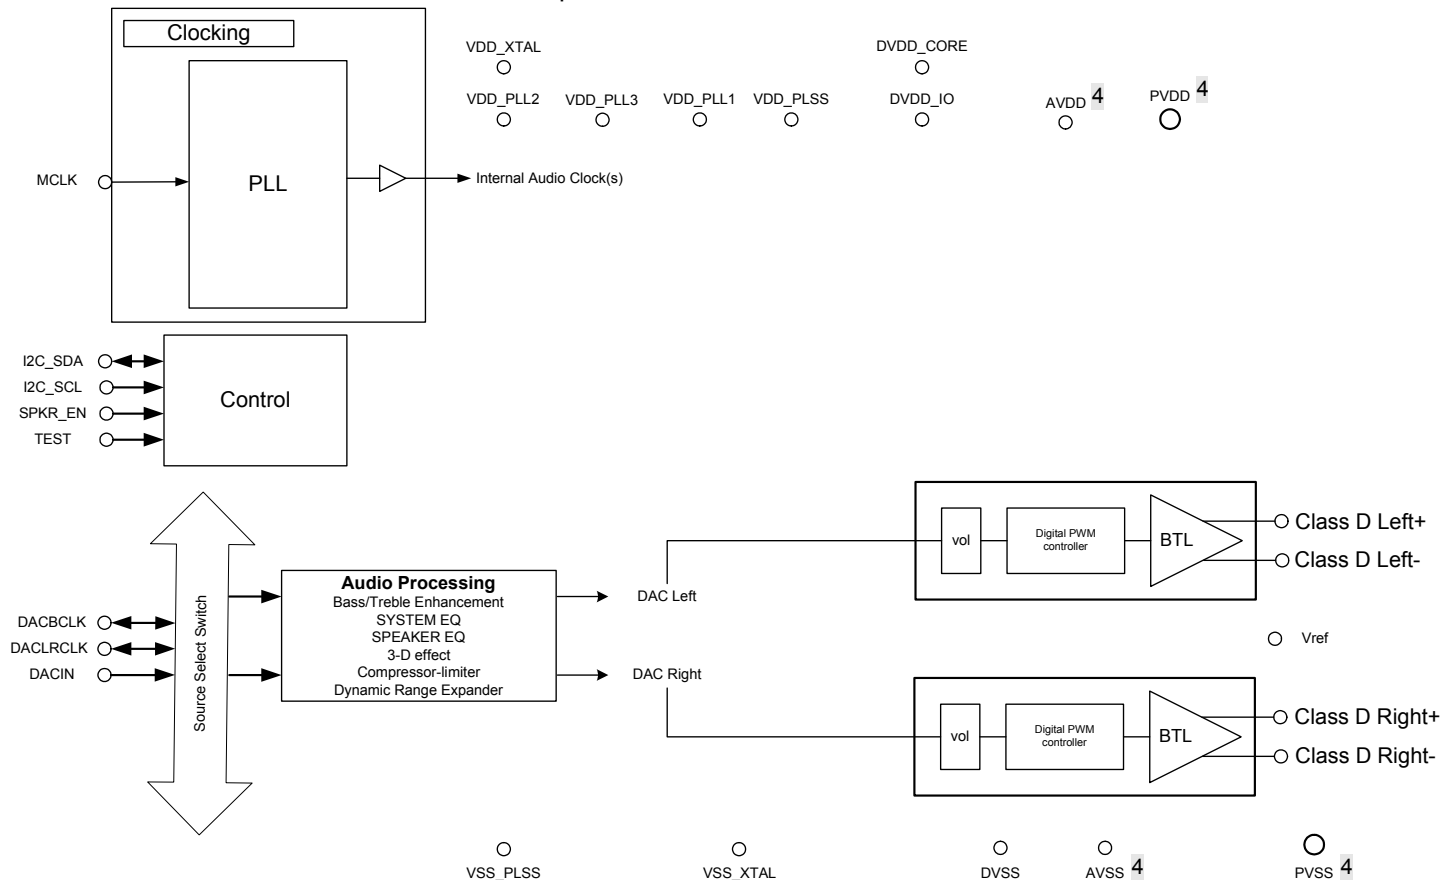 Clocking
VDD_XTAL
DVDD_CORE
VDD_PLL2
VDD_PLL3
VDD_PLL1
VDD_PLSS
DVDD_IO
AVDD 4
PVDD 4
MCLK
PLL
Internal Audio Clock(s)
I2C_SDA
I2C_SCL
SPKR_EN
TEST
Control
Source Select Switch
DACBCLK
DACLRCLK
DACIN
Audio Processing
Bass/Treble Enhancement
SYSTEM EQ
SPEAKER EQ
3-D effect
Compressor-limiter
Dynamic Range Expander
DAC Left
DAC Right
vol
Digital PWM
controller
BTL
Class D Left+
Class D Left-
Vref
vol
Digital PWM
controller
BTL
Class D Right+
Class D Right-
VSS_PLSS
VSS_XTAL
DVSS
AVSS 4
PVSS 4